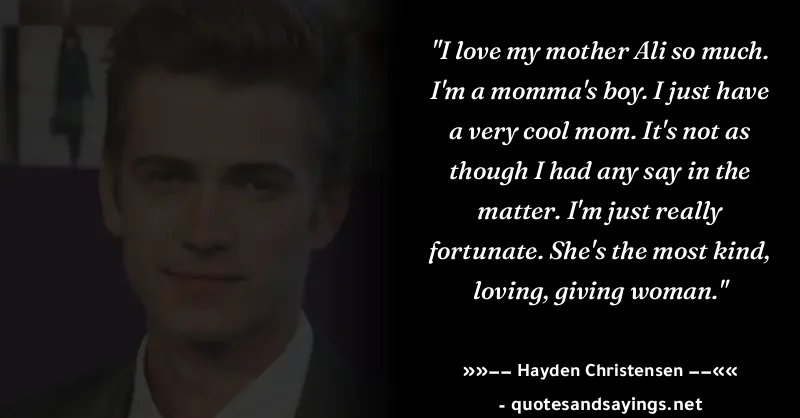 "I love my mother Ali so much.
I'm a momma's boy. I just have
a very cool mom. It's not as
though I had any say in the
matter. I'm just really
fortunate. She's the most kind,
loving, giving woman."
»»−− Hayden Christensen −−««
- quotesandsayings.net